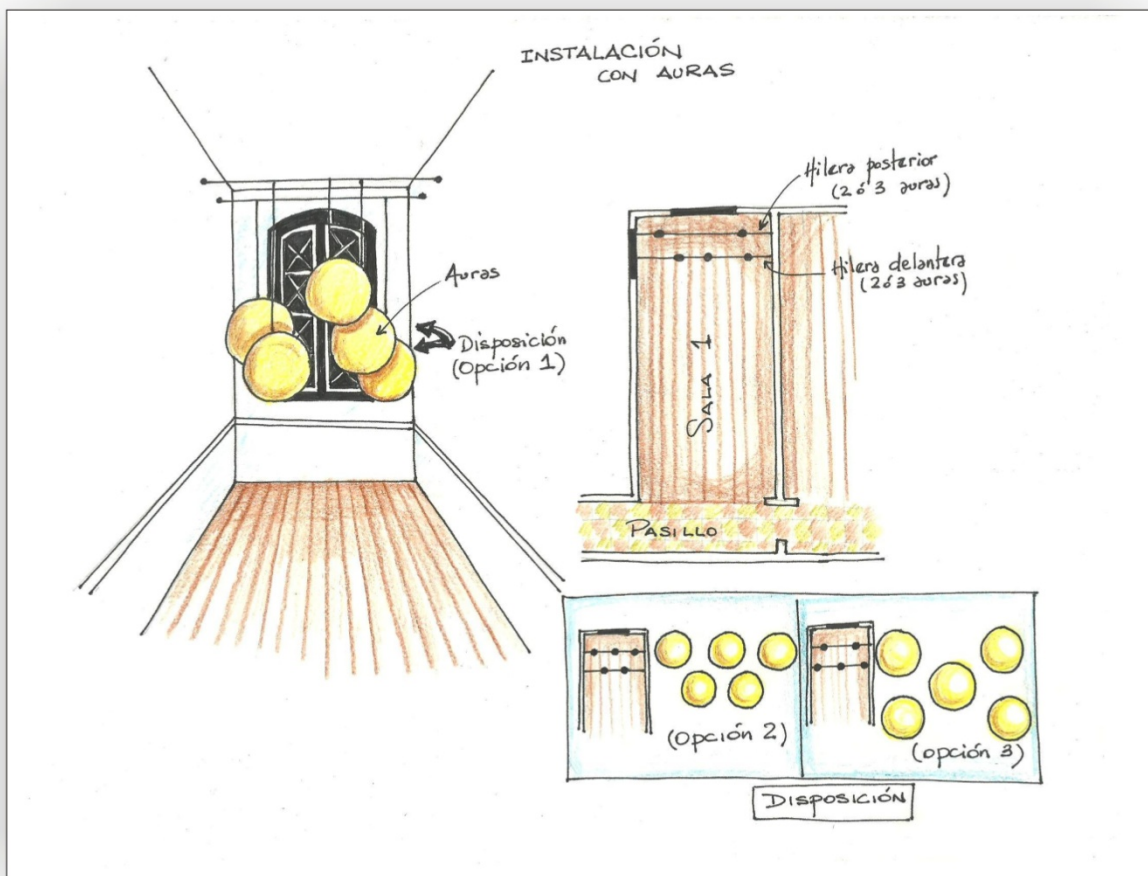 INSTALACIÓN
CON AURAS
Auras
Disposición
(Opción 1)
Hilera posterior
(2 ó 3 auras)
Hilera delantera
(2 ó 3 auras)
SALA 1
PASILLO
(Opción 2)
(opción 3)
DISPOSICIÓN